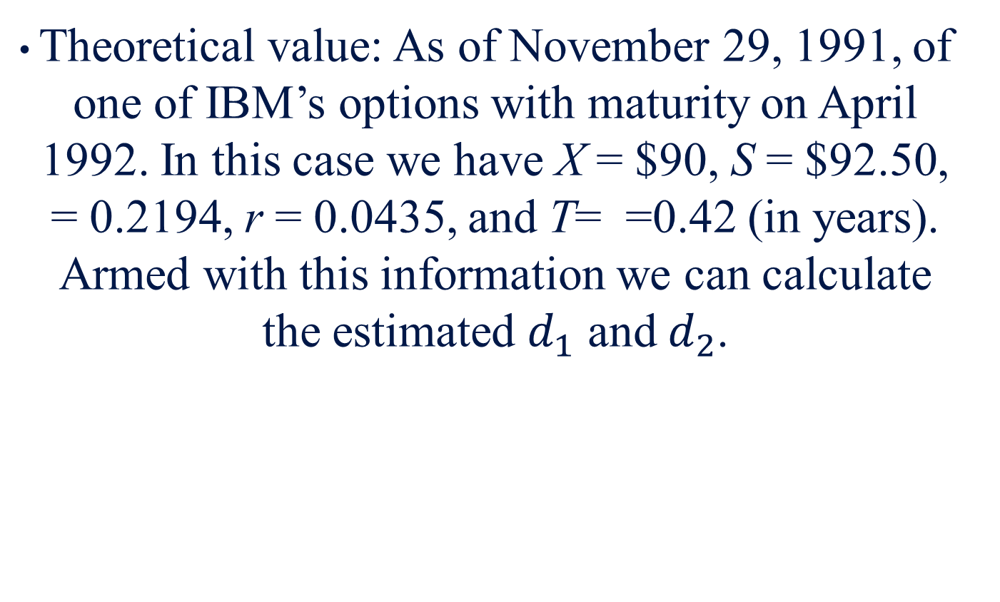 • Theoretical value: As of November 29, 1991, of
one of IBM’s options with maturity on April
1992. In this case we have X = $90, S = $92.50,
= 0.2194, r = 0.0435, and T= =0.42 (in years).
Armed with this information we can calculate
the estimated d₁ and d₂.